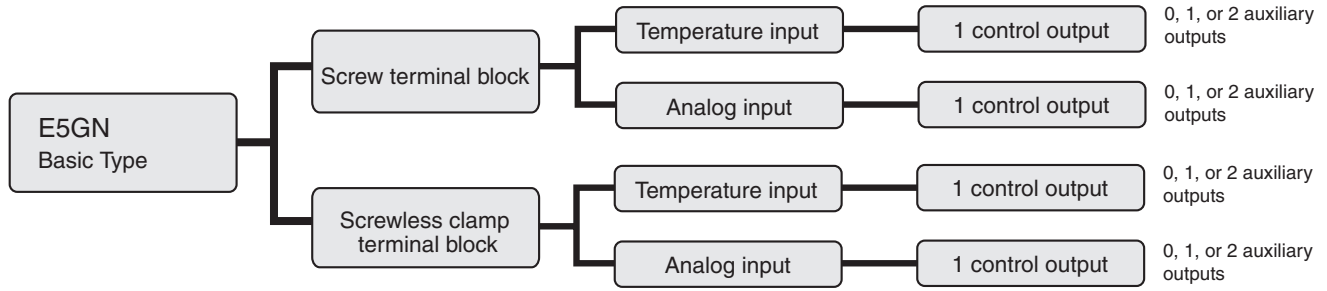 E5GN
Basic Type
Screw terminal block
Temperature input
1 control output
0, 1, or 2 auxiliary
outputs
Analog input
1 control output
0, 1, or 2 auxiliary
outputs
Screwless clamp
terminal block
Temperature input
1 control output
0, 1, or 2 auxiliary
outputs
Analog input
1 control output
0, 1, or 2 auxiliary
outputs